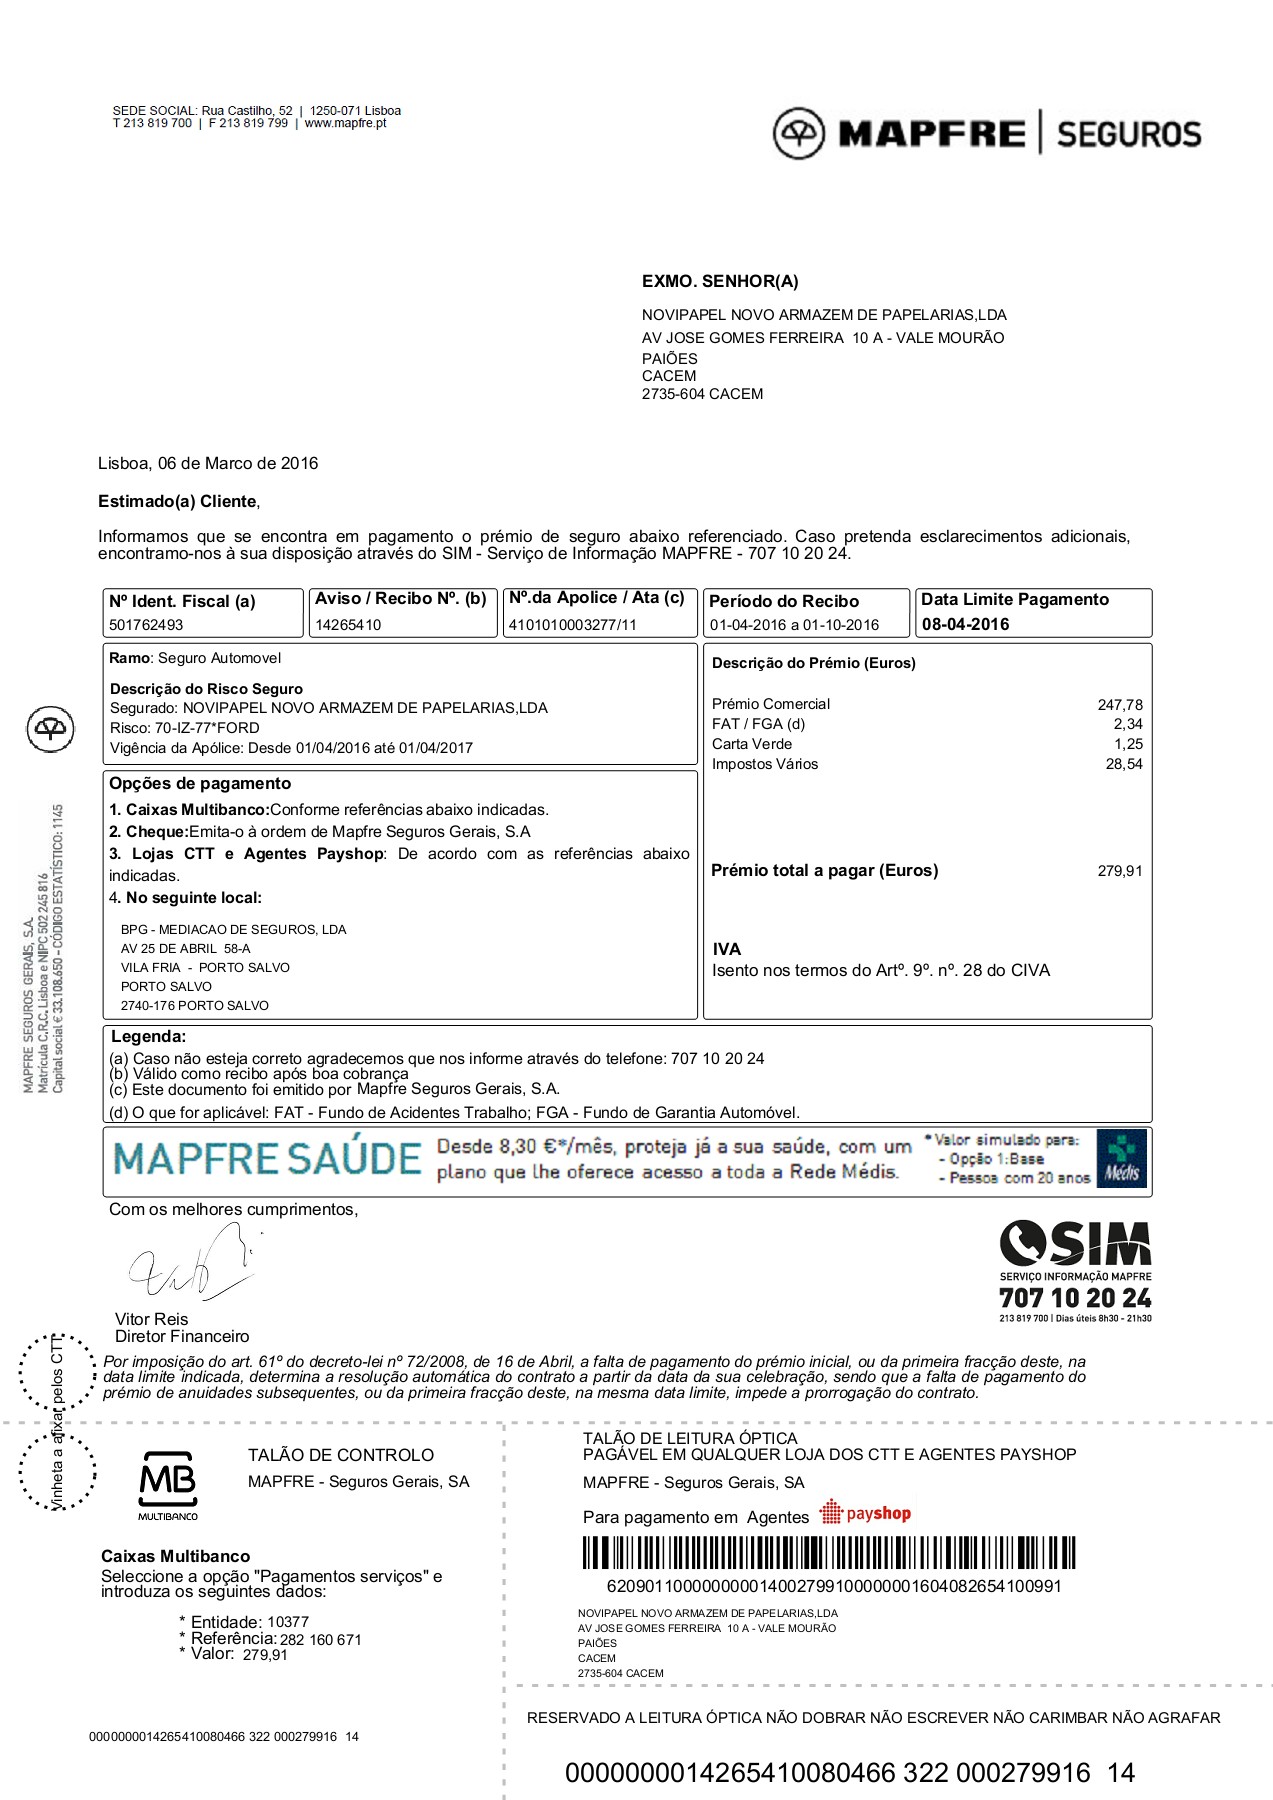 SEDE SOCIAL: Rua Castilho, 52 | 1250-071 Lisboa
T 213 819 700 | F 213 819 799 | www.mapfre.pt
MAPFRE | SEGUROS
EXMO. SENHOR(A)
NOVIPAPEL NOVO ARMAZEM DE PAPELARIAS,LDA
AV JOSE GOMES FERREIRA 10 A - VALE MOURÃO
PAIÕES
CACEM
2735-604 CACEM
Lisboa, 06 de Marco de 2016
Estimado(a) Cliente,
Informamos que se encontra em pagamento o prémio de seguro abaixo referenciado. Caso pretenda esclarecimentos adicionais,
encontramo-nos à sua disposição através do SIM - Serviço de Informação MAPFRE - 707 10 20 24.
Nº Ident. Fiscal (a)
501762493
Aviso / Recibo Nº. (b)
14265410
Nº.da Apolice / Ata (c)
4101010003277/11
Período do Recibo
01-04-2016 a 01-10-2016
Data Limite Pagamento
08-04-2016
Ramo: Seguro Automovel
Descrição do Risco Seguro
Segurado: NOVIPAPEL NOVO ARMAZEM DE PAPELARIAS,LDA
Risco: 70-IZ-77*FORD
Vigência da Apólice: Desde 01/04/2016 até 01/04/2017
Opções de pagamento
1. Caixas Multibanco:Conforme referências abaixo indicadas.
2. Cheque:Emita-o à ordem de Mapfre Seguros Gerais, S.A
3. Lojas CTT e Agentes Payshop: De acordo com as referências abaixo
indicadas.
4. No seguinte local:
BPG - MEDIACAO DE SEGUROS, LDA
AV 25 DE ABRIL 58-A
VILA FRIA - PORTO SALVO
PORTO SALVO
2740-176 PORTO SALVO
Descrição do Prémio (Euros)
Prémio Comercial 247,78
FAT / FGA (d) 2,34
Carta Verde 1,25
Impostos Vários 28,54
Prémio total a pagar (Euros) 279,91
IVA
Isento nos termos do Artº. 9º. nº. 28 do CIVA
MAPFRE SEGUROS GERAIS, S.A.
Matrícula C.R.C. Lisboa e NIPC 502 245 816
Capital social € 33.108.650 - CÓDIGO ESTATÍSTICO: 1145
Legenda:
(a) Caso não esteja correto agradecemos que nos informe através do telefone: 707 10 20 24
(b) Válido como recibo após boa cobrança
(c) Este documento foi emitido por Mapfre Seguros Gerais, S.A.
(d) O que for aplicável: FAT - Fundo de Acidentes Trabalho; FGA - Fundo de Garantia Automóvel.
MAPFRE SAÚDE
Desde 8,30 €*/mês, proteja já a sua saúde, com um
plano que lhe oferece acesso a toda a Rede Médis.
* Valor simulado para:
- Opção 1:Base
- Pessoa com 20 anos
Médis
Com os melhores cumprimentos,
Vitor Reis
Diretor Financeiro
SIM
SERVIÇO INFORMAÇÃO MAPFRE
707 10 20 24
213 819 700 | Dias úteis 8h30 - 21h30
Por imposição do art. 61º do decreto-lei nº 72/2008, de 16 de Abril, a falta de pagamento do prémio inicial, ou da primeira fracção deste, na
data limite indicada, determina a resolução automática do contrato a partir da data da sua celebração, sendo que a falta de pagamento do
prémio de anuidades subsequentes, ou da primeira fracção deste, na mesma data limite, impede a prorrogação do contrato.
Vinheta a afixar pelos CTT
MB
MULTIBANCO
TALÃO DE CONTROLO
MAPFRE - Seguros Gerais, SA
Caixas Multibanco
Seleccione a opção "Pagamentos serviços" e
introduza os seguintes dados:
* Entidade: 10377
* Referência: 282 160 671
* Valor: 279,91
0000000014265410080466 322 000279916 14
TALÃO DE LEITURA ÓPTICA
PAGÁVEL EM QUALQUER LOJA DOS CTT E AGENTES PAYSHOP
MAPFRE - Seguros Gerais, SA
Para pagamento em Agentes payshop
620901100000000014002799100000001604082654100991
NOVIPAPEL NOVO ARMAZEM DE PAPELARIAS,LDA
AV JOSE GOMES FERREIRA 10 A - VALE MOURÃO
PAIÕES
CACEM
2735-604 CACEM
RESERVADO A LEITURA ÓPTICA NÃO DOBRAR NÃO ESCREVER NÃO CARIMBAR NÃO AGRAFAR
0000000014265410080466 322 000279916 14